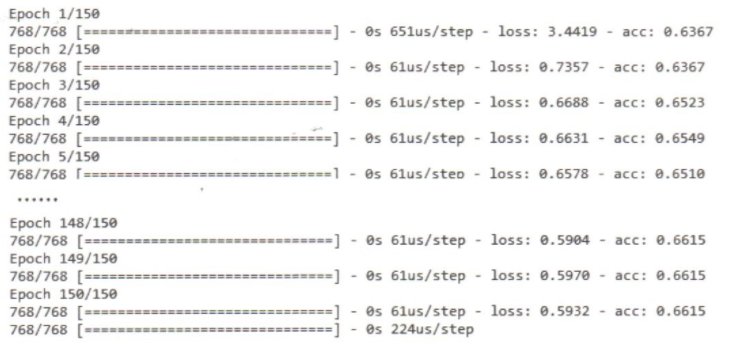 Epoch 1/150
768/768 [==============================] - 0s 651us/step - loss: 3.4419 - acc: 0.6367
Epoch 2/150
768/768 [==============================] - 0s 61us/step - loss: 0.7357 - acc: 0.6367
Epoch 3/150
768/768 [==============================] - 0s 61us/step - loss: 0.6688 - acc: 0.6523
Epoch 4/150
768/768 [==============================] - 0s 61us/step - loss: 0.6631 - acc: 0.6549
Epoch 5/150
768/768 [==============================] - 0s 61us/step - loss: 0.6578 - acc: 0.6510
......
Epoch 148/150
768/768 [==============================] - 0s 61us/step - loss: 0.5904 - acc: 0.6615
Epoch 149/150
768/768 [==============================] - 0s 61us/step - loss: 0.5970 - acc: 0.6615
Epoch 150/150
768/768 [==============================] - 0s 61us/step - loss: 0.5932 - acc: 0.6615
768/768 [==============================] - 0s 224us/step